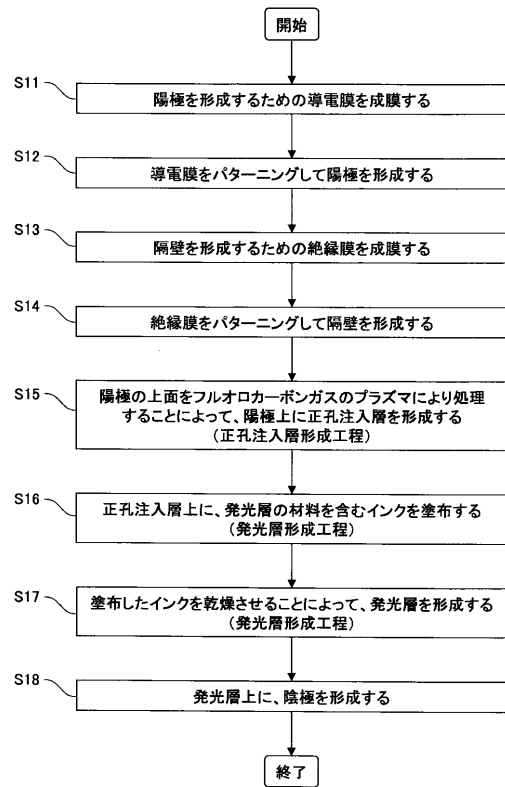 開始
S11
陽極を形成するための導電膜を成膜する
S12
導電膜をパターニングして陽極を形成する
S13
隔壁を形成するための絶縁膜を成膜する
S14
絶縁膜をパターニングして隔壁を形成する
S15
陽極の上面をフルオロカーボンガスのプラズマにより処理
することによって、陽極上に正孔注入層を形成する
(正孔注入層形成工程)
S16
正孔注入層上に、発光層の材料を含むインクを塗布する
(発光層形成工程)
S17
塗布したインクを乾燥させることによって、発光層を形成する
(発光層形成工程)
S18
発光層上に、陰極を形成する
終了